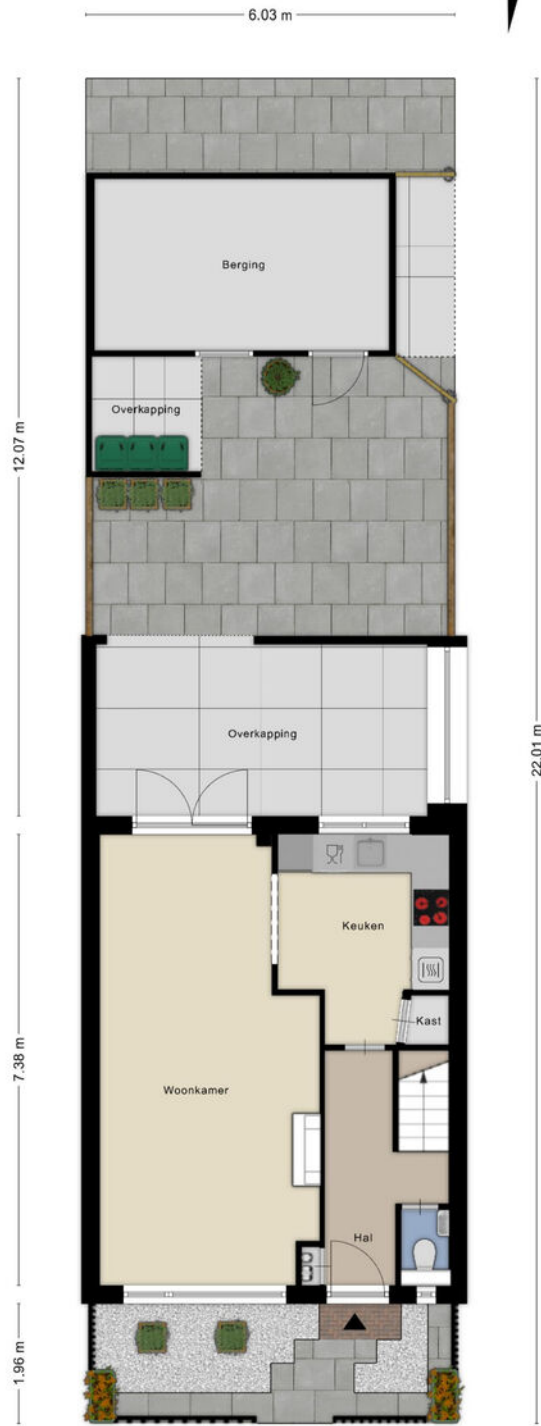 6.03 m
Berging
Overkapping
12.07 m
Overkapping
22.01 m
Keuken
Kast
7.38 m
Woonkamer
Hal
1.96 m